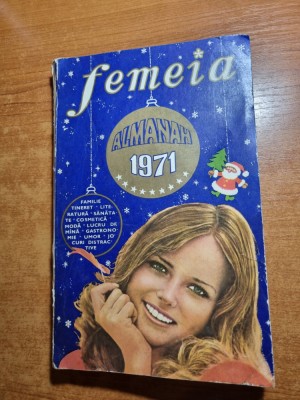 femeia
ALMANAH
1971
FAMILIE
TINERET • LITE-
RATURĂ • SĂNĂTA-
TE • COSMETICĂ
MODĂ • LUCRU DE
MÎNĂ • GASTRONO-
MIE • UMOR • JO-
CURI DISTRAC-
TIVE